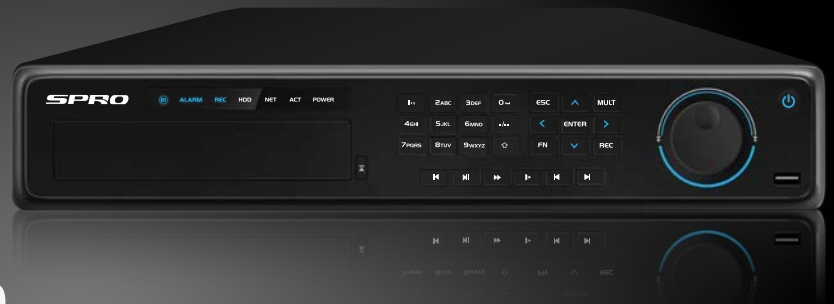 SPRO
IR ALARM REC HDD NET ACT POWER
1 2ABC 3DEF 0 ESC MULT
4GHI 5JKL 6MNO -/-- ENTER
7PQRS 8TUV 9WXYZ FN REC